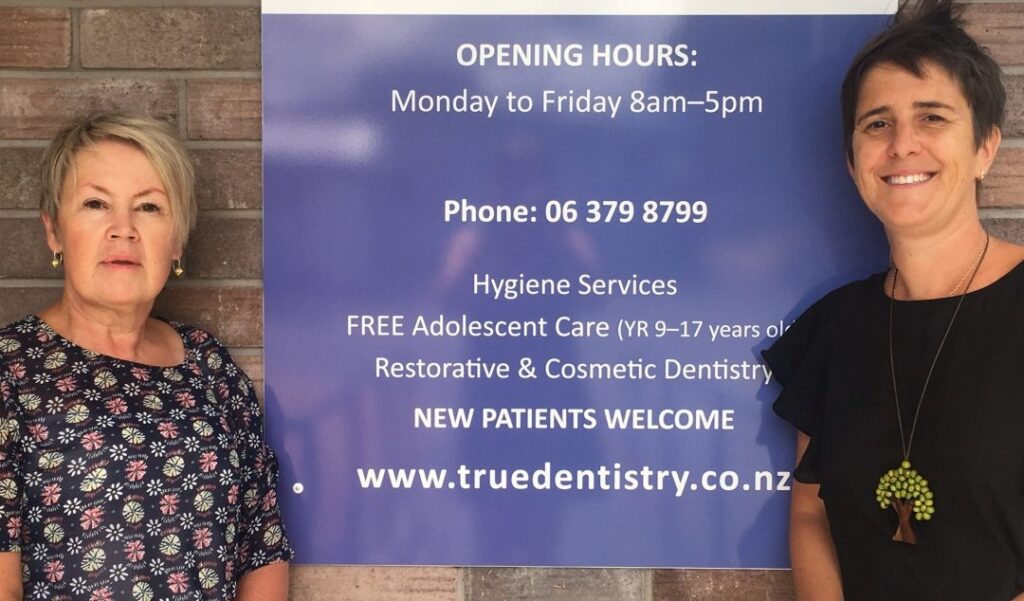 OPENING HOURS:
Monday to Friday 8am–5pm
Phone: 06 379 8799
Hygiene Services
FREE Adolescent Care (YR 9–17 years
Restorative & Cosmetic Dentistry
NEW PATIENTS WELCOME
www.truedentistry.co.nz